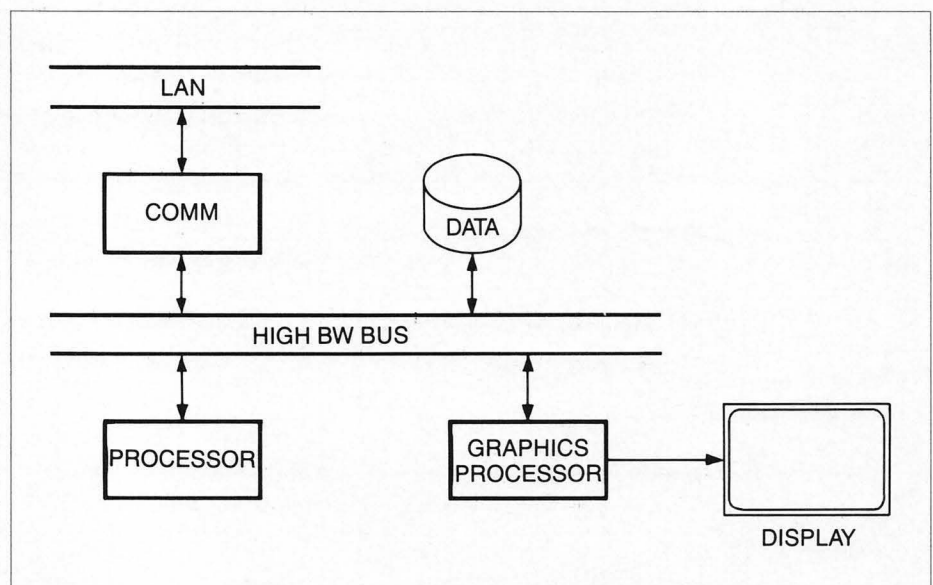 LAN
COMM
DATA
HIGH BW BUS
PROCESSOR
GRAPHICS
PROCESSOR
DISPLAY